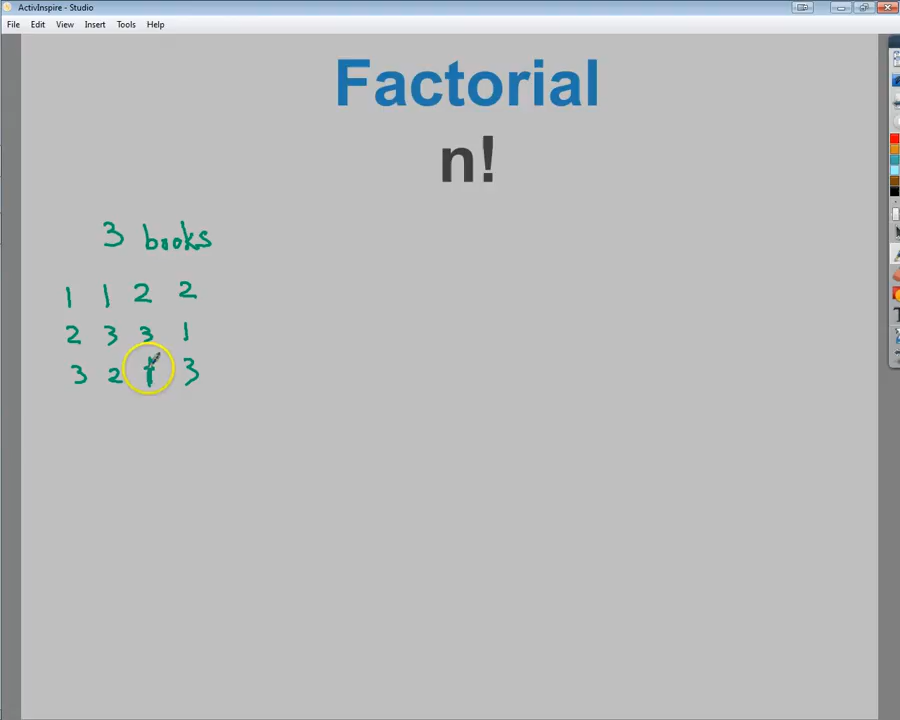 ActivInspire - Studio
File Edit View Insert Tools Help
Factorial
n!
3 books
1 1 2 2
2 3 3 1
3 2 1 3